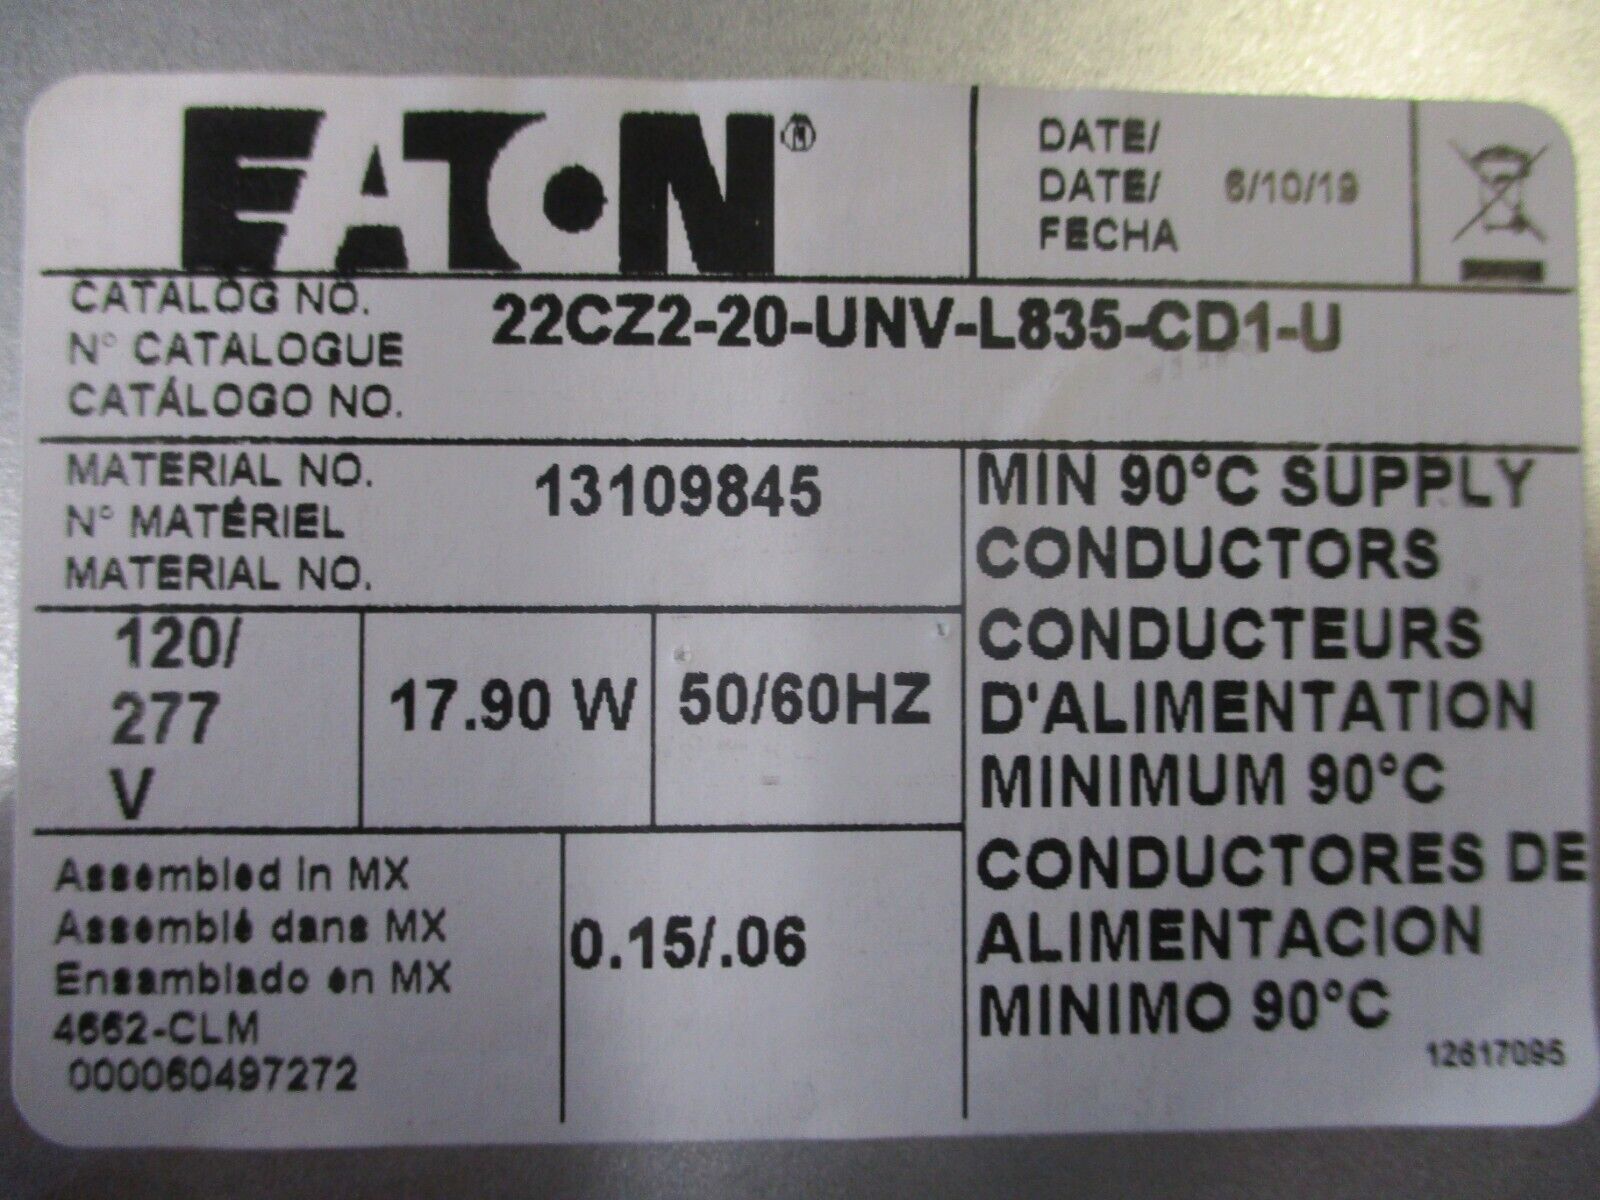 EATON®
DATE/
DATE/ 6/10/19
FECHA
CATALOG NO.
N° CATALOGUE
CATÁLOGO NO.
22CZ2-20-UNV-L835-CD1-U
MATERIAL NO.
N° MATÉRIEL
MATERIAL NO.
13109845
MIN 90°C SUPPLY
CONDUCTORS
CONDUCTEURS
D'ALIMENTATION
MINIMUM 90°C
CONDUCTORES DE
ALIMENTACION
MINIMO 90°C
12617095
120/
277
V
17.90 W
50/60HZ
Assembled in MX
Assemblé dans MX
Ensamblado en MX
4662-CLM
000060497272
0.15/.06